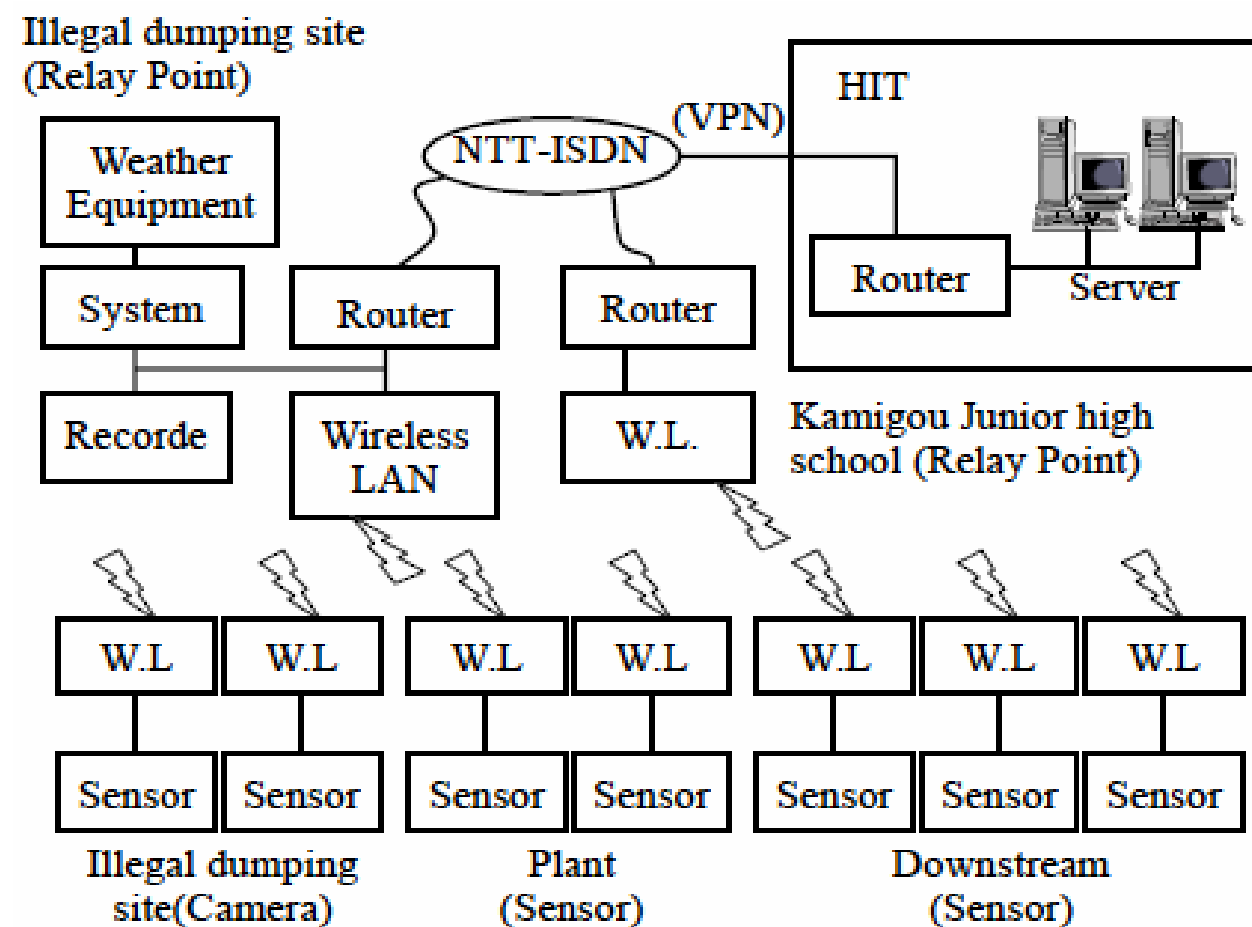 Illegal dumping site
(Relay Point)
Weather
Equipment
System
Recorde
Router
Wireless
LAN
NTT-ISDN
(VPN)
Router
W.L.
HIT
Router
Server
Kamigou Junior high
school (Relay Point)
W.L
W.L
W.L
W.L
W.L
W.L
W.L
Sensor
Sensor
Sensor
Sensor
Sensor
Sensor
Sensor
Illegal dumping
site(Camera)
Plant
(Sensor)
Downstream
(Sensor)